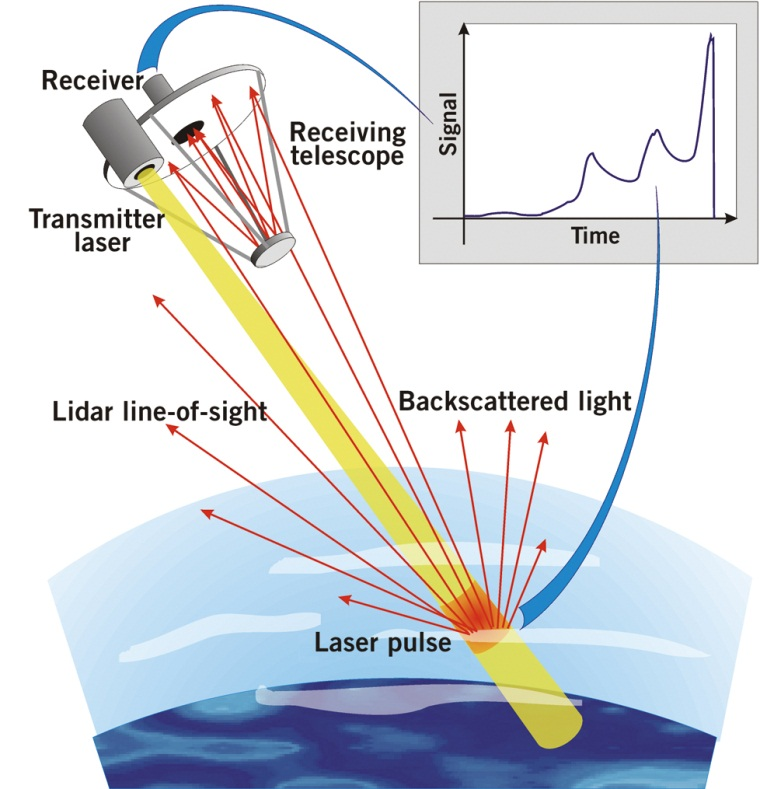 Receiver
Receiving
telescope
Transmitter
laser
Signal
Time
Lidar line-of-sight
Backscattered light
Laser pulse